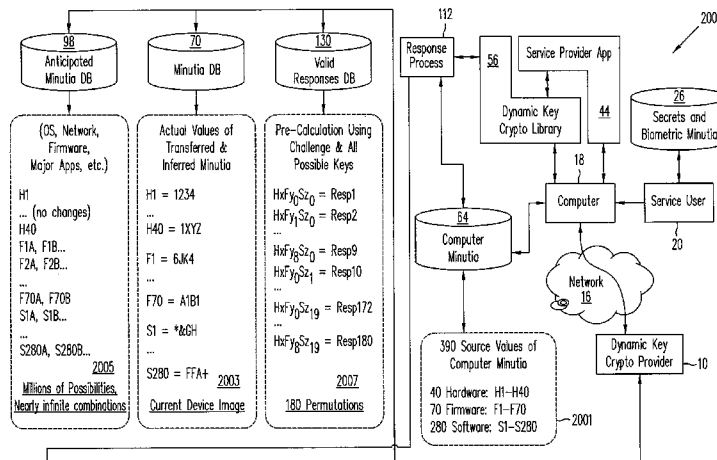 98
Anticipated
Minutia DB
70
Minutia DB
130
Valid
Responses DB
(OS, Network,
Firmware,
Major Apps, etc.)
H1
... (no changes)
H40
F1A, F1B...
F2A, F2B...
...
F70A, F70B
S1A, S1B...
...
S280A, S280B...
2005
Millions of Possibilities,
Nearly infinite combinations
Actual Values of
Transferred &
Inferred Minutia
H1 = 1234
...
H40 = 1XYZ
F1 = 6JK4
...
F70 = A1B1
S1 = *&GH
...
S280 = FFA+
2003
Current Device Image
Pre-Calculation Using
Challenge & All
Possible Keys
HxFy0Sz0 = Resp1
HxFy1Sz0 = Resp2
...
HxFy8Sz0 = Resp9
HxFy0Sz1 = Resp10
...
HxFy0Sz19 = Resp172
...
HxFy8Sz19 = Resp180
2007
180 Permutations
112
Response
Process
56
Dynamic Key
Crypto Library
Service Provider App
44
200
26
Secrets and
Biometric Minutia
18
Computer
Service User
20
64
Computer
Minutia
Network
16
Dynamic Key
Crypto Provider
10
390 Source Values of
Computer Minutia
40 Hardware: H1-H40
70 Firmware: F1-F70
280 Software: S1-S280
2001